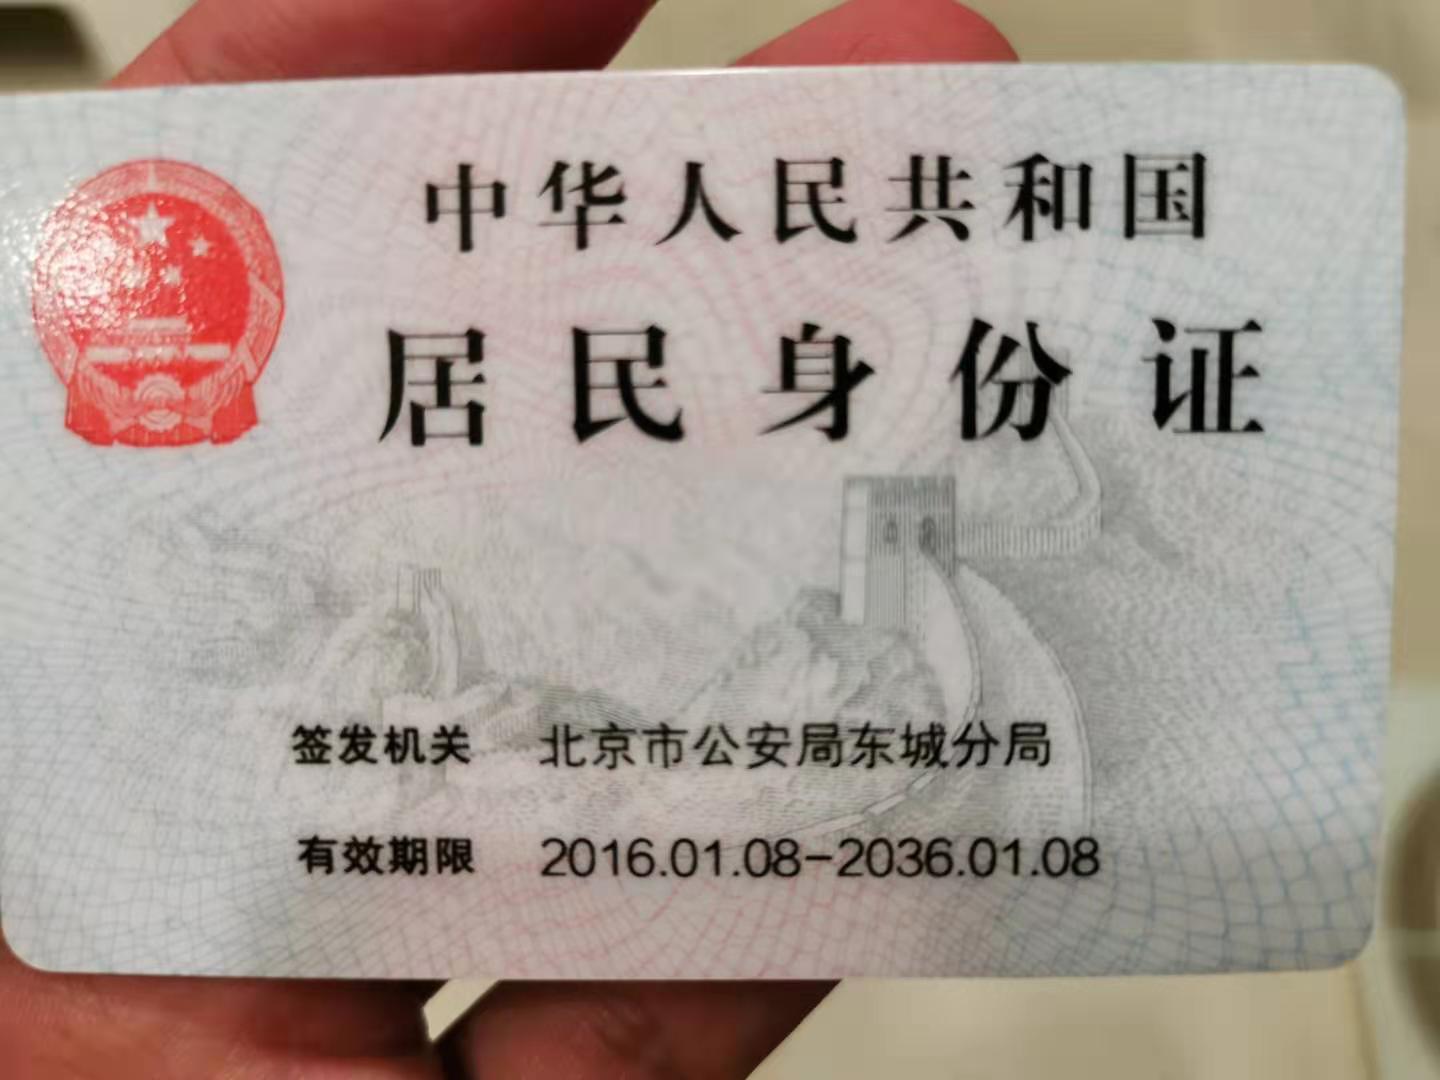 中华人民共和国
居民身份证
签发机关 北京市公安局东城分局
有效期限 2016.01.08-2036.01.08